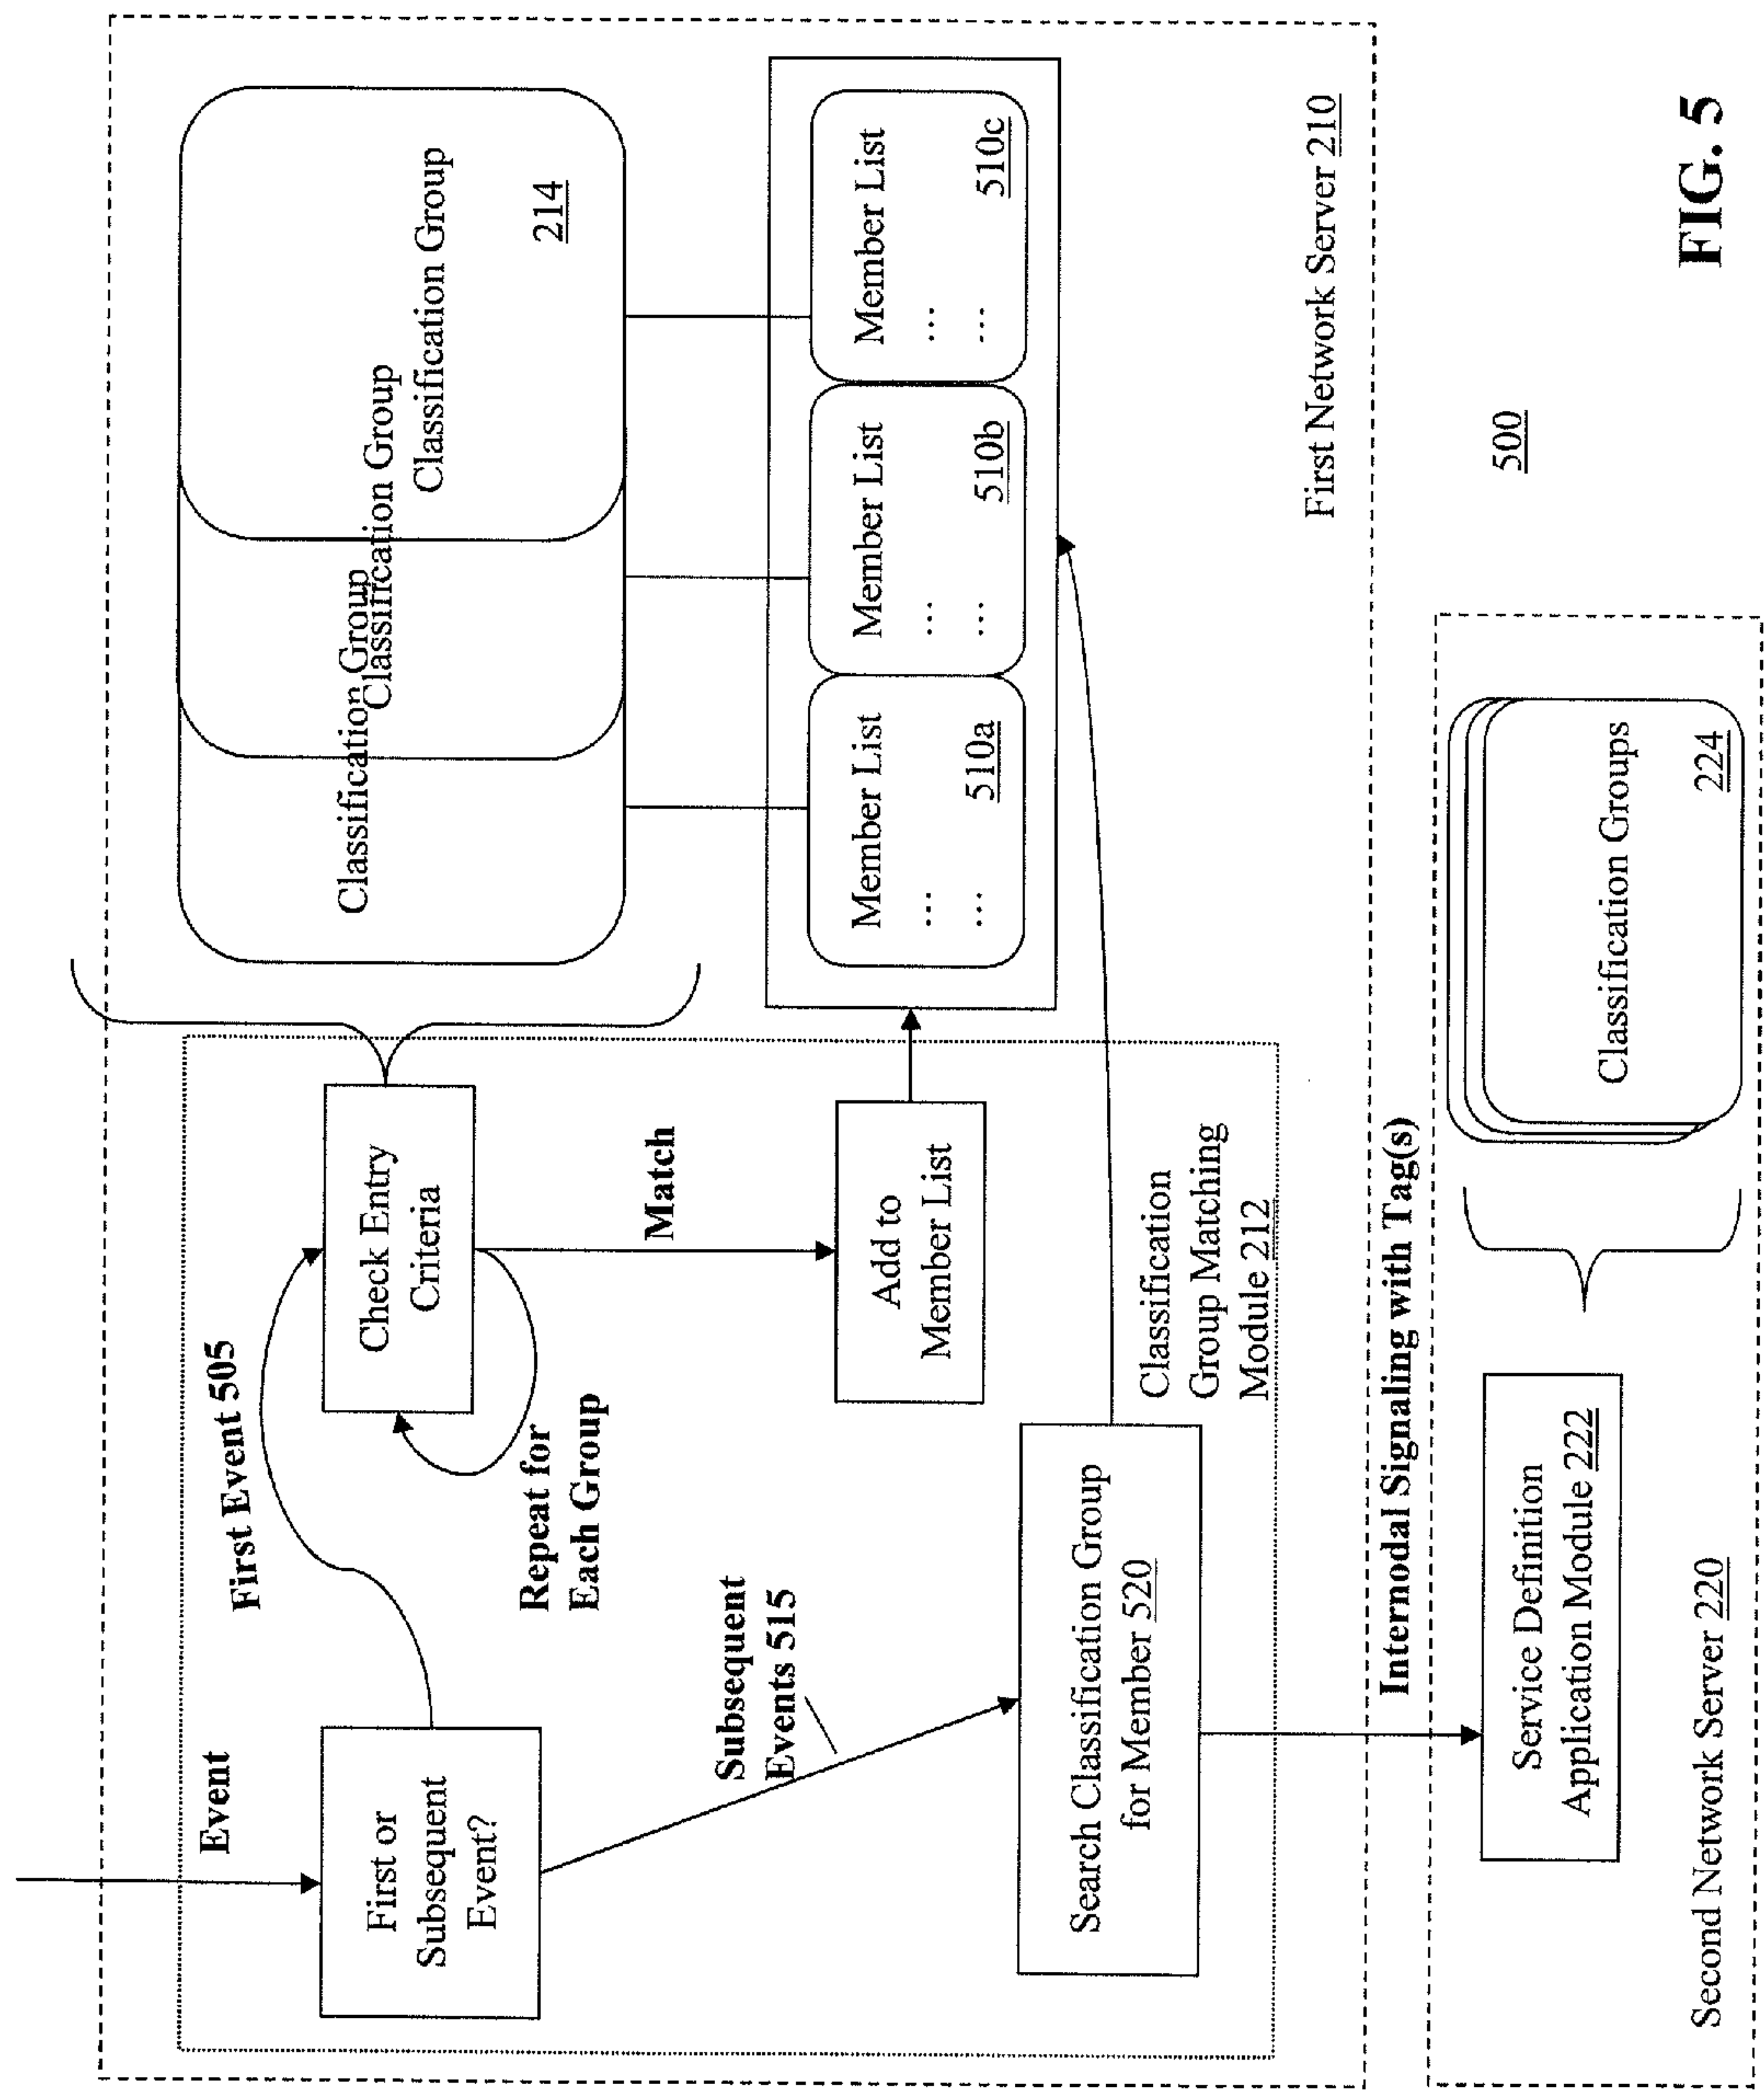 Event
First or
Subsequent
Event?
First Event 505
Repeat for
Each Group
Check Entry
Criteria
Match
Add to
Member List
Subsequent
Events 515
Search Classification Group
for Member 520
Classification
Group Matching
Module 212
Classification Group
Classification Group
Classification Group
214
Member List
...
...
510a
Member List
...
...
510b
Member List
...
...
510c
First Network Server 210
Internodal Signaling with Tag(s)
Service Definition
Application Module 222
Classification Groups
224
Second Network Server 220
500
FIG. 5